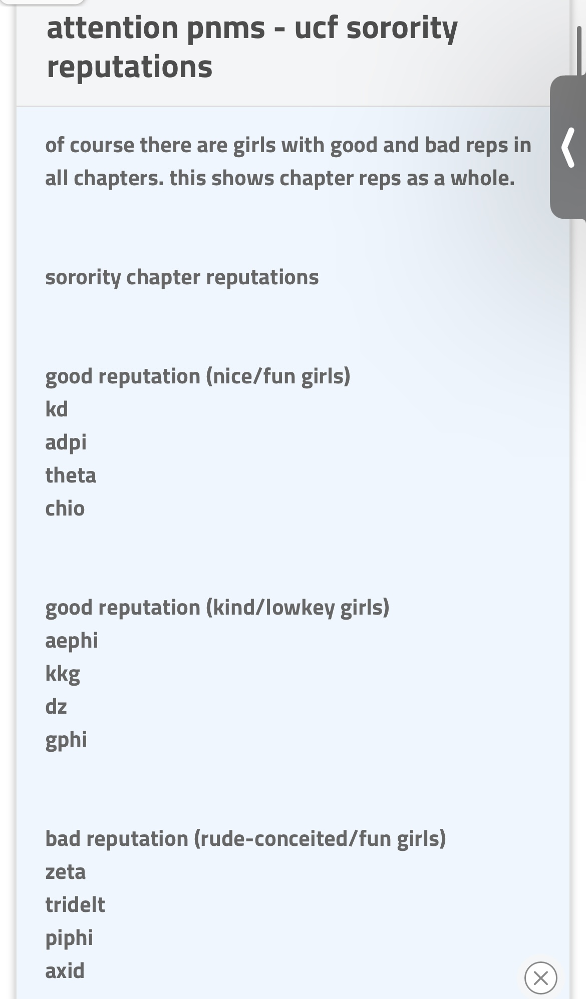 attention pnms - ucf sorority
reputations
of course there are girls with good and bad reps in
all chapters. this shows chapter reps as a whole.
sorority chapter reputations
good reputation (nice/fun girls)
kd
adpi
theta
chio
good reputation (kind/lowkey girls)
aephi
kkg
dz
gphi
bad reputation (rude-conceited/fun girls)
zeta
tridelt
piphi
axid